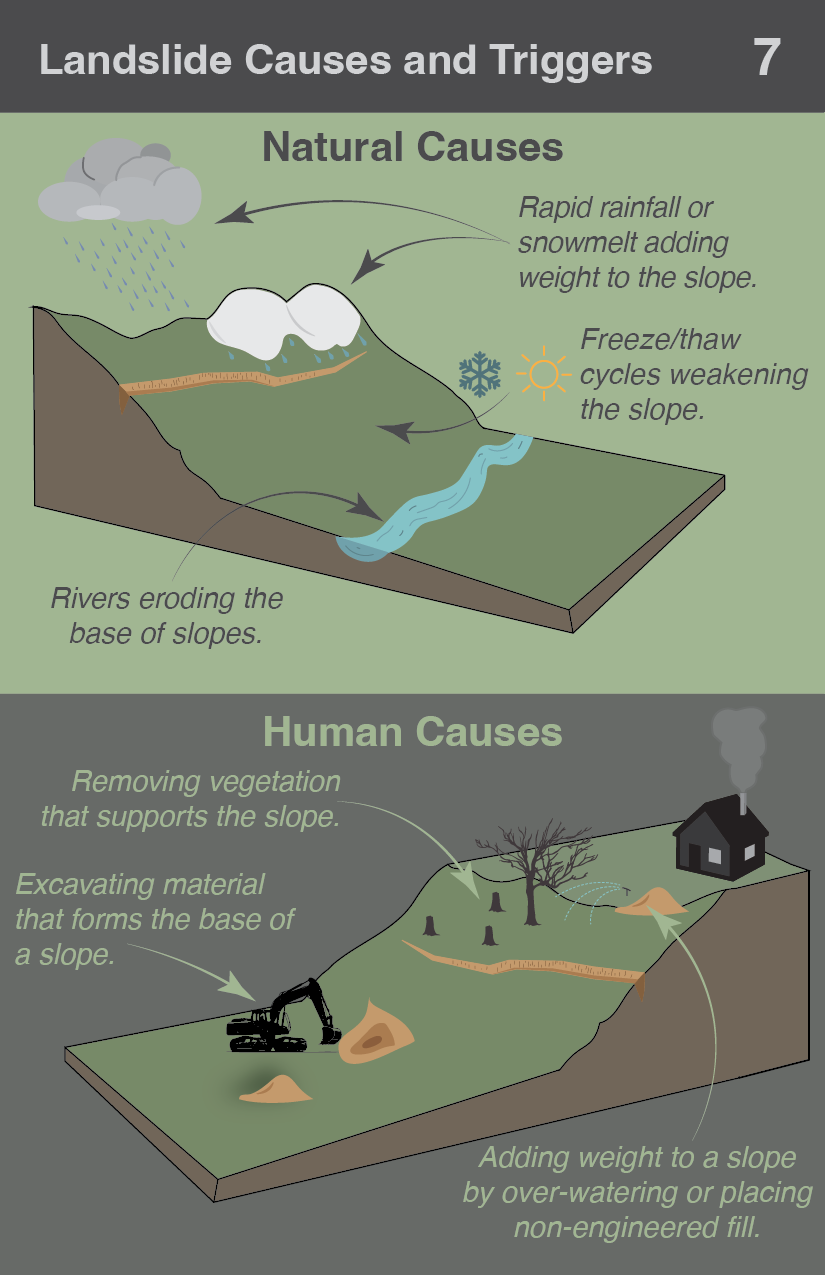 Landslide Causes and Triggers 7
Natural Causes
Rapid rainfall or
snowmelt adding
weight to the slope.
Freeze/thaw
cycles weakening
the slope.
Rivers eroding the
base of slopes.
Human Causes
Removing vegetation
that supports the slope.
Excavating material
that forms the base of
a slope.
Adding weight to a slope
by over-watering or placing
non-engineered fill.